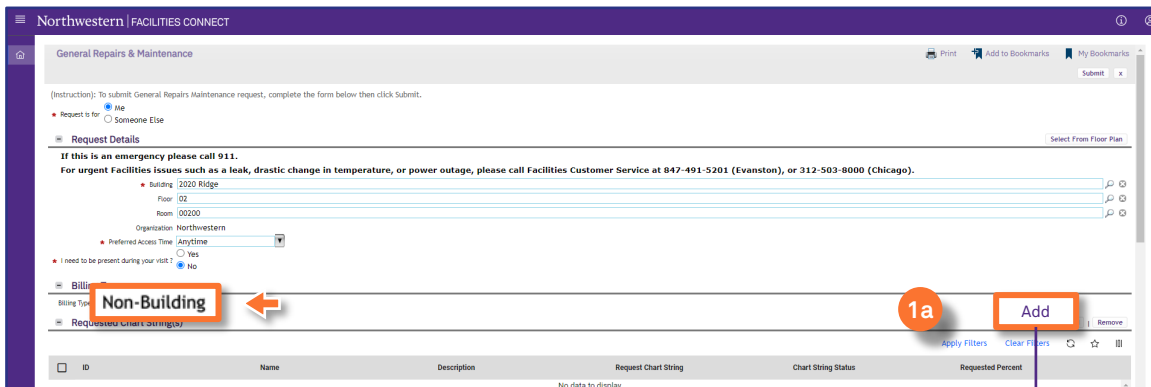 Northwestern | FACILITIES CONNECT
General Repairs & Maintenance
Print Add to Bookmarks My Bookmarks
Submit x
(Instruction): To submit General Repairs Maintenance request, complete the form below then click Submit.
* Request is for Me
Someone Else
Request Details Select From Floor Plan
If this is an emergency please call 911.
For urgent Facilities issues such as a leak, drastic change in temperature, or power outage, please call Facilities Customer Service at 847-491-5201 (Evanston), or 312-503-8000 (Chicago).
* Building 2020 Ridge
Floor 02
Room 00200
Organization Northwestern
* Preferred Access Time Anytime
* I need to be present during your visit? Yes
No
Billing Type Non-Building
1a Add
Requested Chart String(s) | Remove
Apply Filters Clear Filters
ID Name Description Request Chart String Chart String Status Requested Percent
No data to display